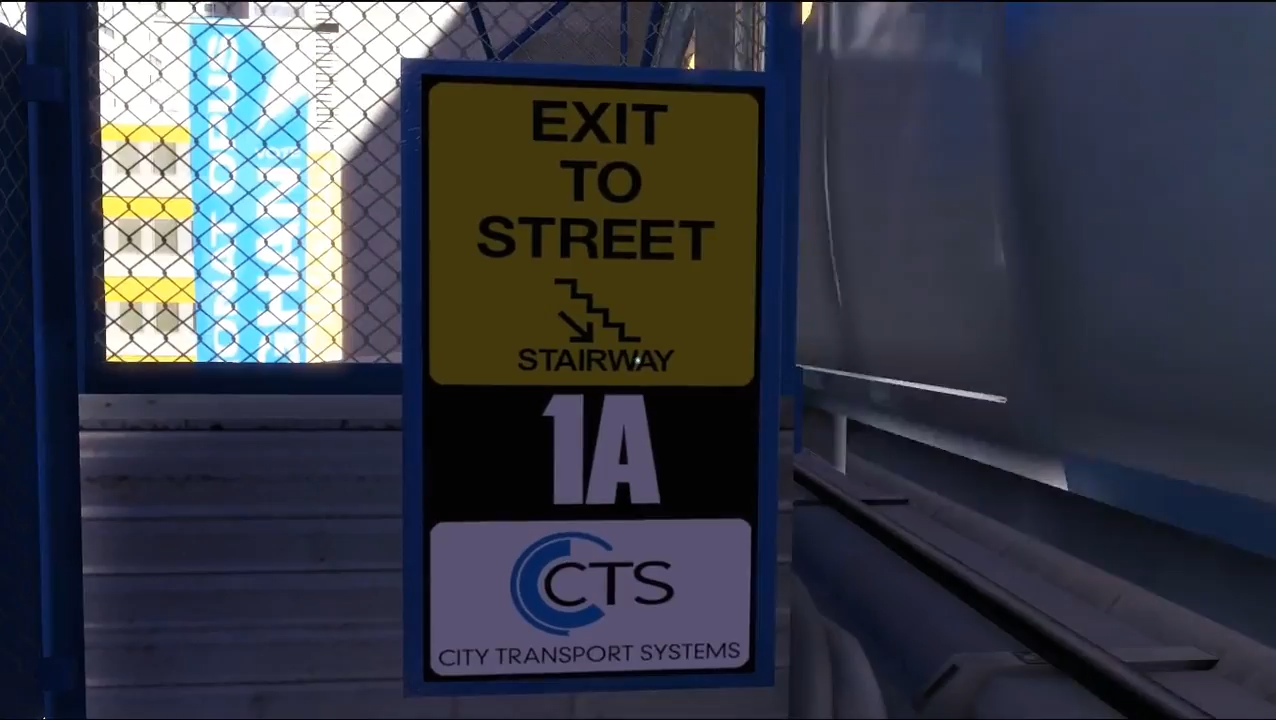 EXIT
TO
STREET
STAIRWAY
1A
CTS
CITY TRANSPORT SYSTEMS